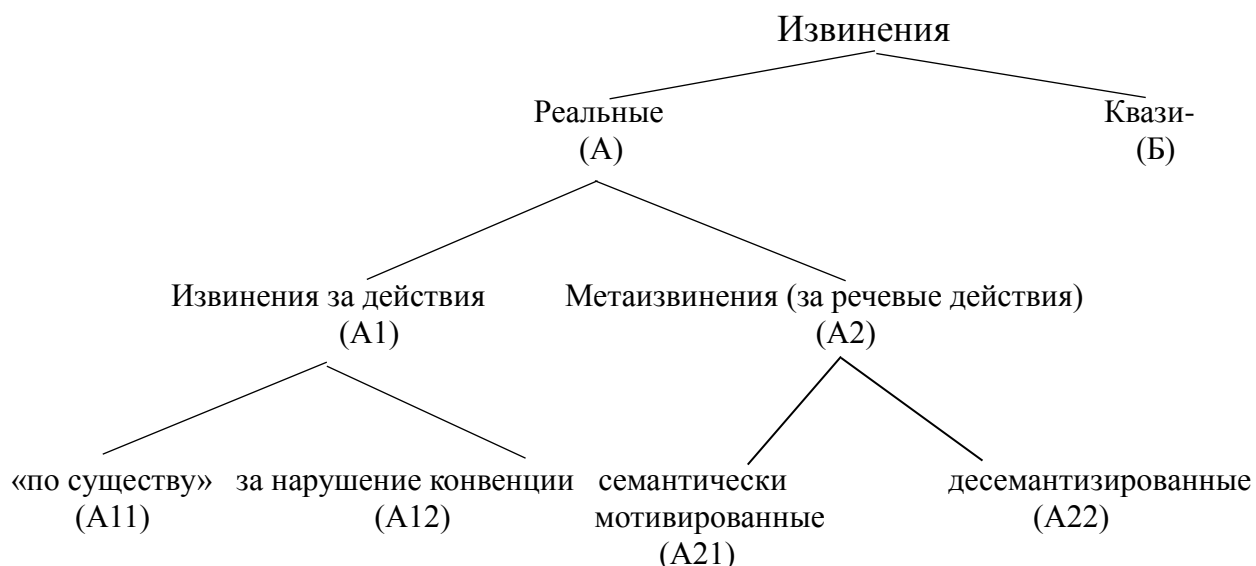 Извинения
Реальные Квази-
(А) (Б)
Извинения за действия Метаизвинения (за речевые действия)
(А1) (А2)
«по существу» за нарушение конвенции семантически десемантизированные
(А11) (А12) мотивированные (А22)
(А21)